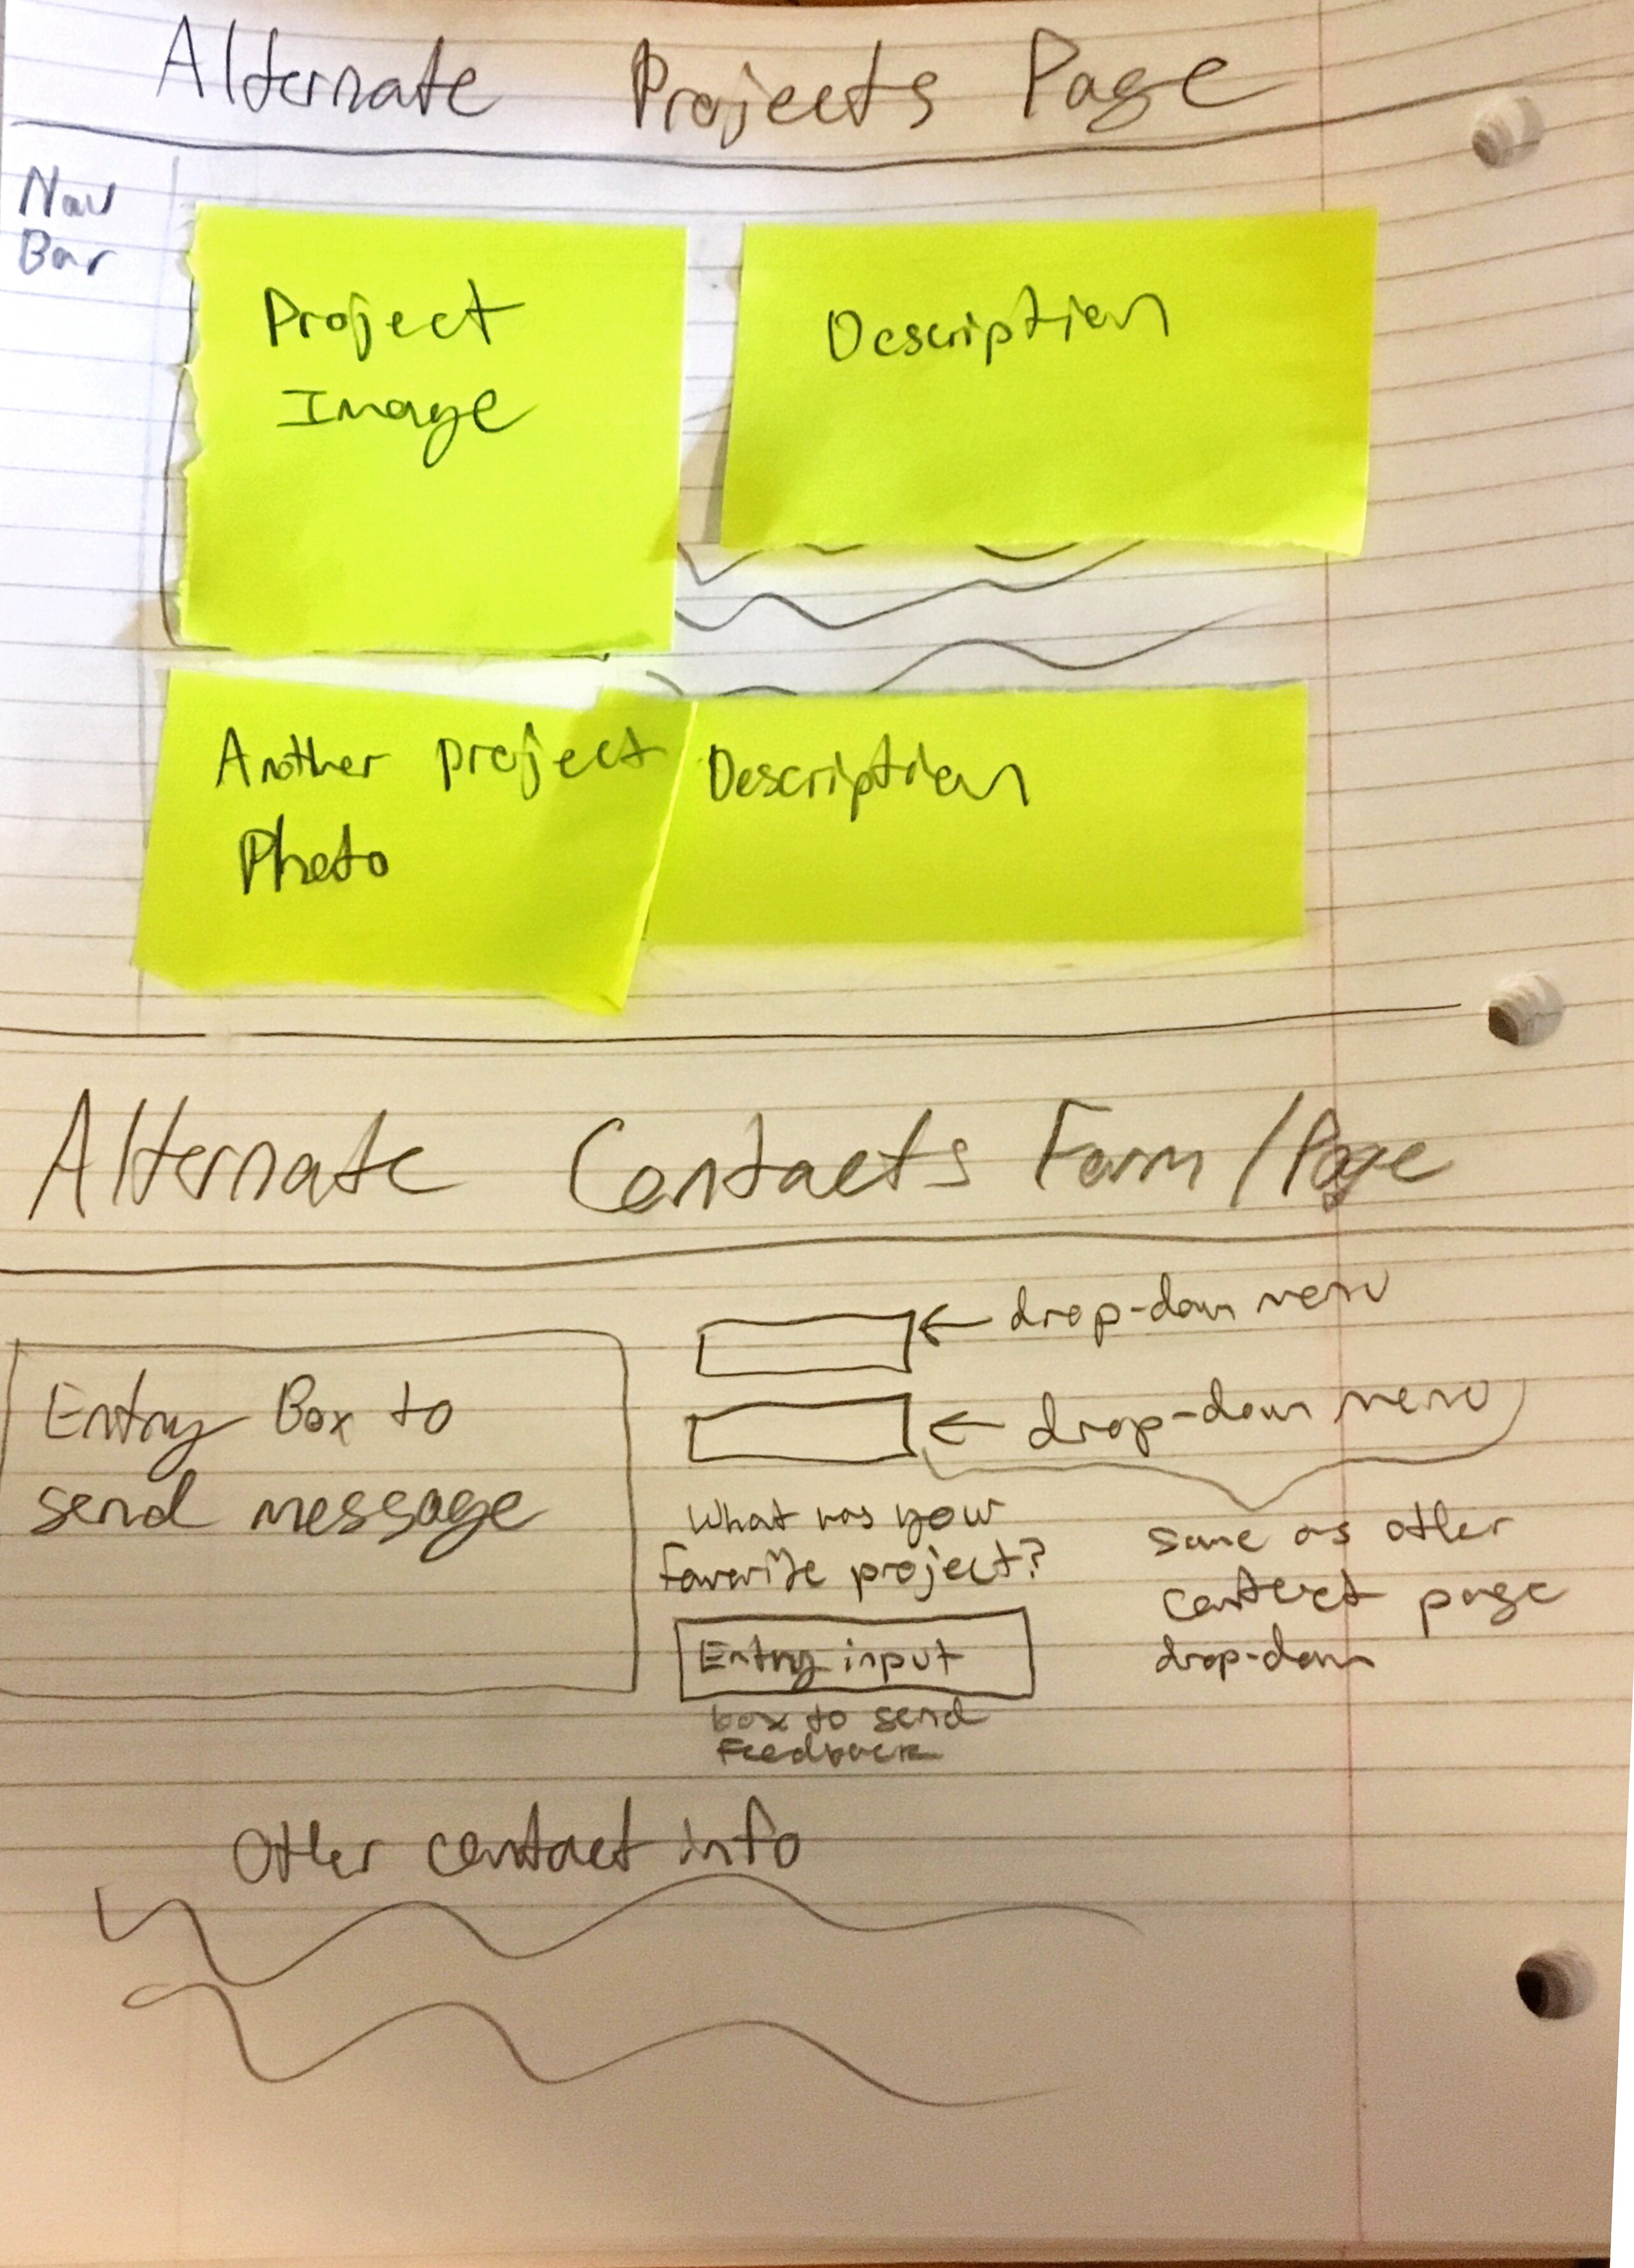 Alternate Projects Page
Nav
Bar
Project
Image
Description
Another project
Photo
Description
Alternate Contacts Form/Page
Entry Box to
send message
← drop-down menu
← drop-down menu
What was your
favorite project?
Entry input
box to send
Feedback
same as other
contact page
drop-down
Other contact info